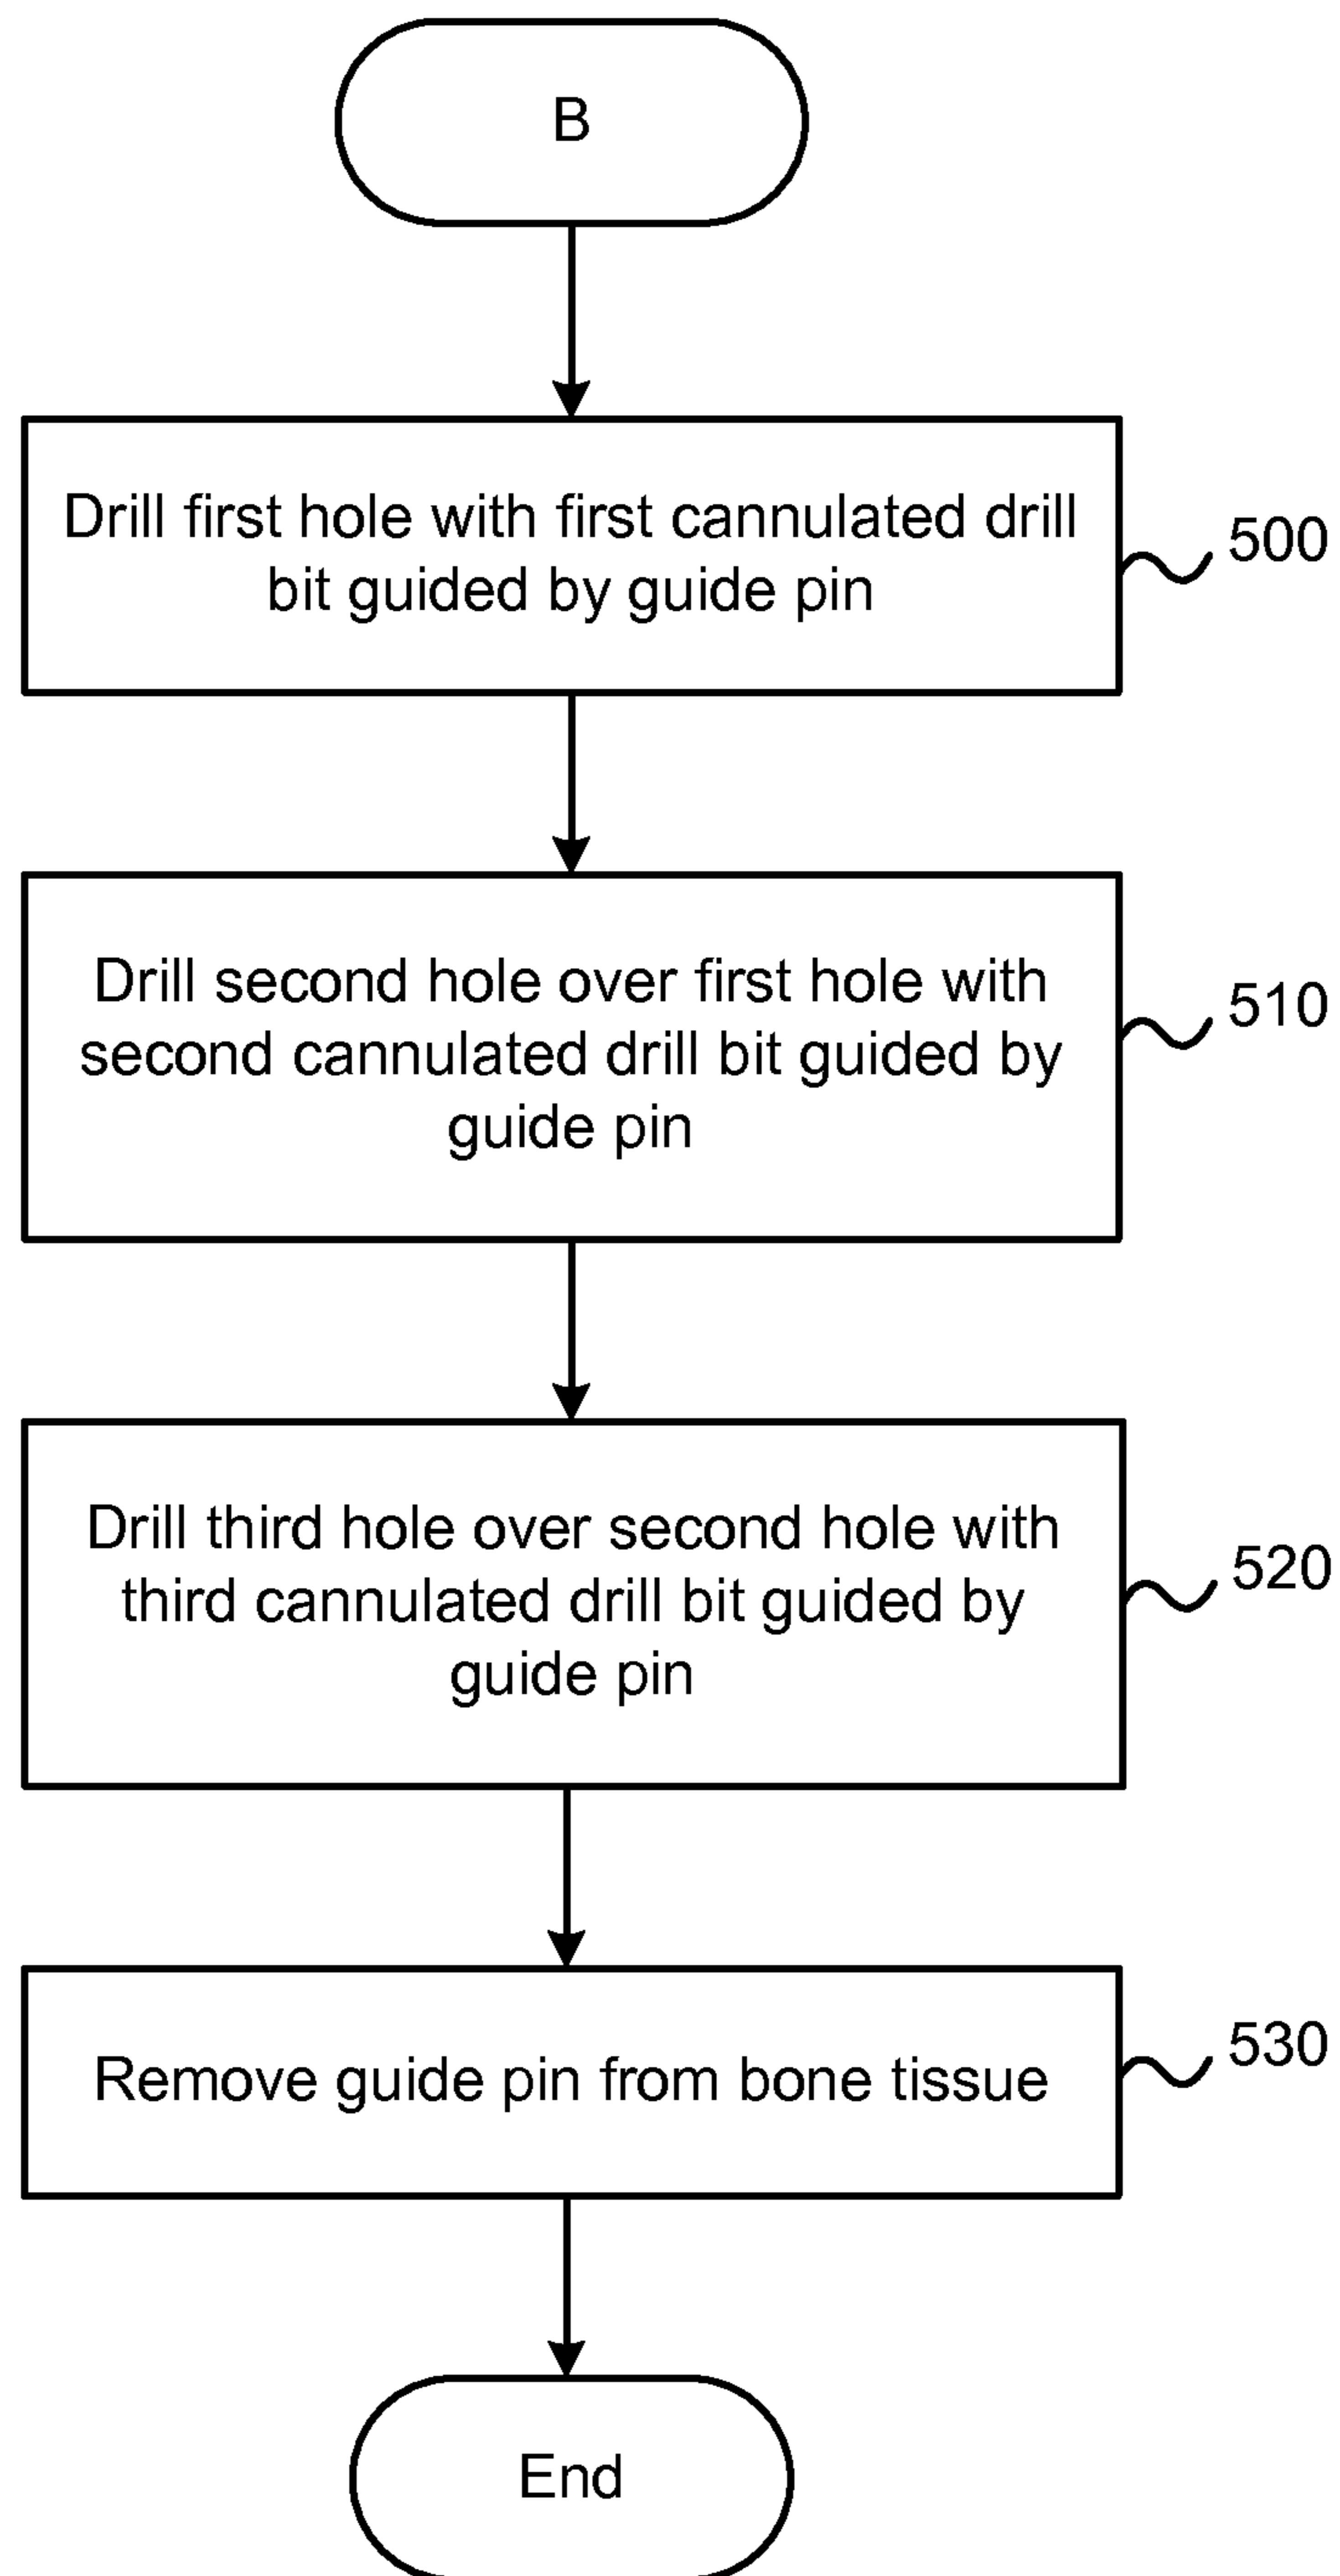 B
Drill first hole with first cannulated drill
bit guided by guide pin
500
Drill second hole over first hole with
second cannulated drill bit guided by
guide pin
510
Drill third hole over second hole with
third cannulated drill bit guided by
guide pin
520
Remove guide pin from bone tissue
530
End